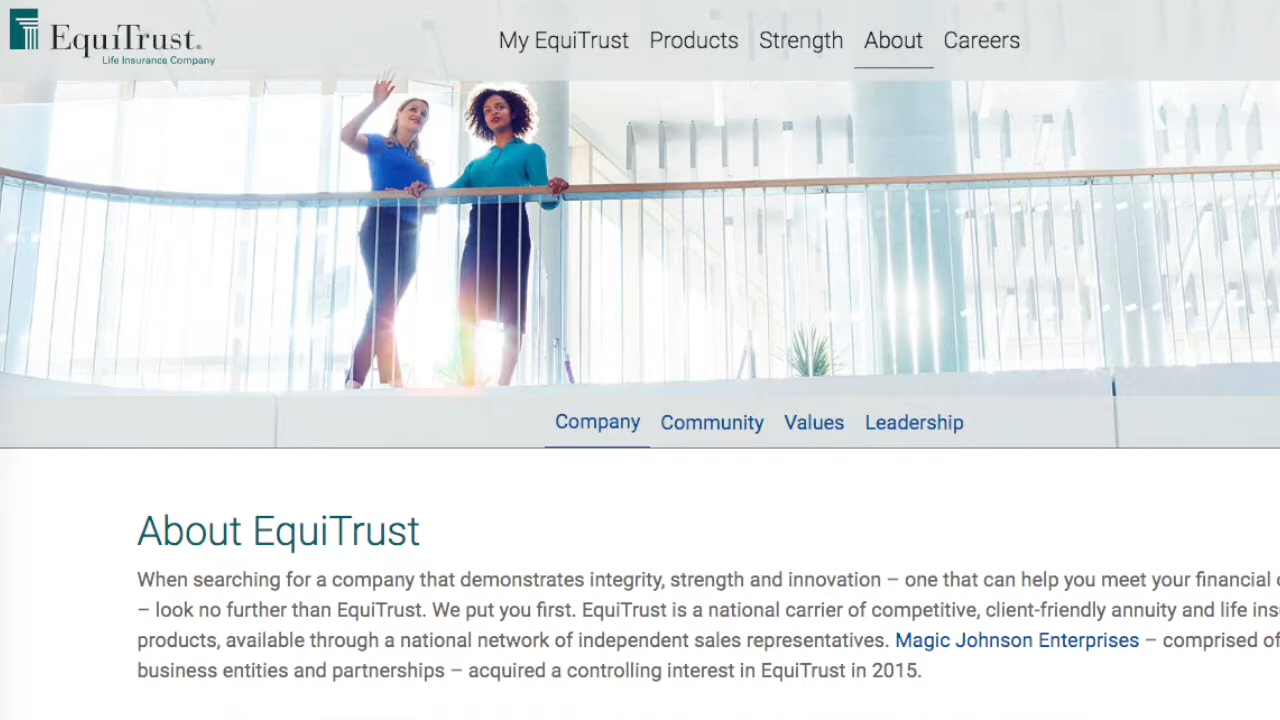 EquiTrust
Life Insurance Company
My EquiTrust Products Strength About Careers
Company Community Values Leadership
About EquiTrust
When searching for a company that demonstrates integrity, strength and innovation – one that can help you meet your financial
– look no further than EquiTrust. We put you first. EquiTrust is a national carrier of competitive, client-friendly annuity and life
products, available through a national network of independent sales representatives. Magic Johnson Enterprises – comprised of
business entities and partnerships – acquired a controlling interest in EquiTrust in 2015.